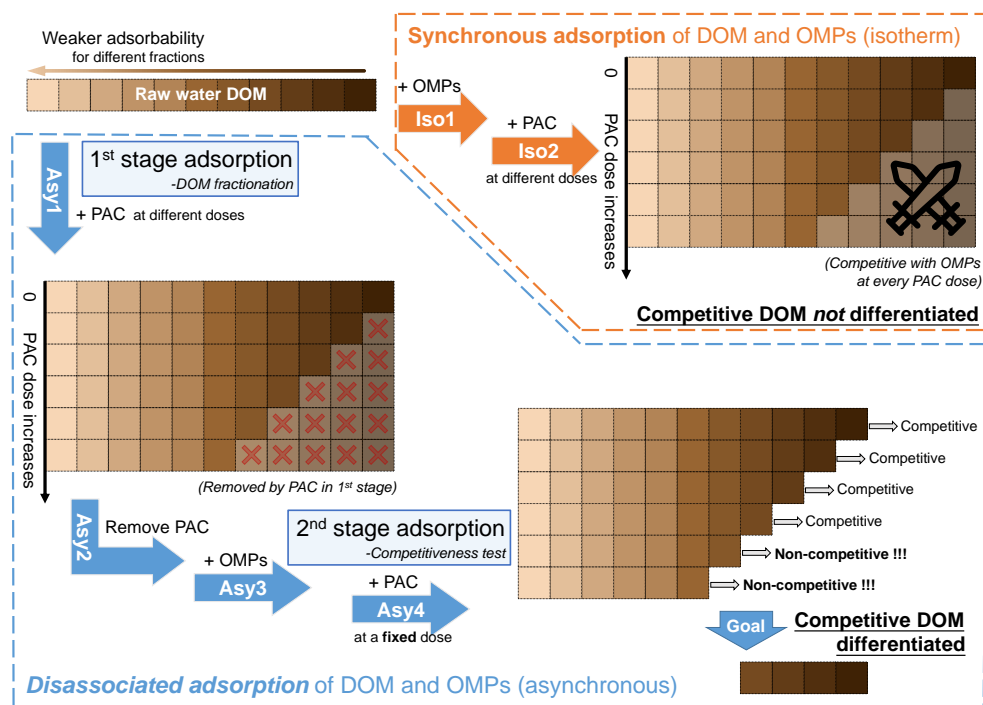 Weaker adsorbability
for different fractions
Raw water DOM
Synchronous adsorption of DOM and OMPs (isotherm)
+ OMPs
Iso1
+ PAC
Iso2
at different doses
0
PAC dose increases
(Competitive with OMPs
at every PAC dose)
Competitive DOM not differentiated
Asy1
1st stage adsorption
-DOM fractionation
+ PAC at different doses
0
PAC dose increases
(Removed by PAC in 1st stage)
Asy2
Remove PAC
+ OMPs
Asy3
2nd stage adsorption
-Competitiveness test
+ PAC
Asy4
at a fixed dose
Competitive
Competitive
Competitive
Competitive
Non-competitive !!!
Non-competitive !!!
Goal
Competitive DOM
differentiated
Disassociated adsorption of DOM and OMPs (asynchronous)